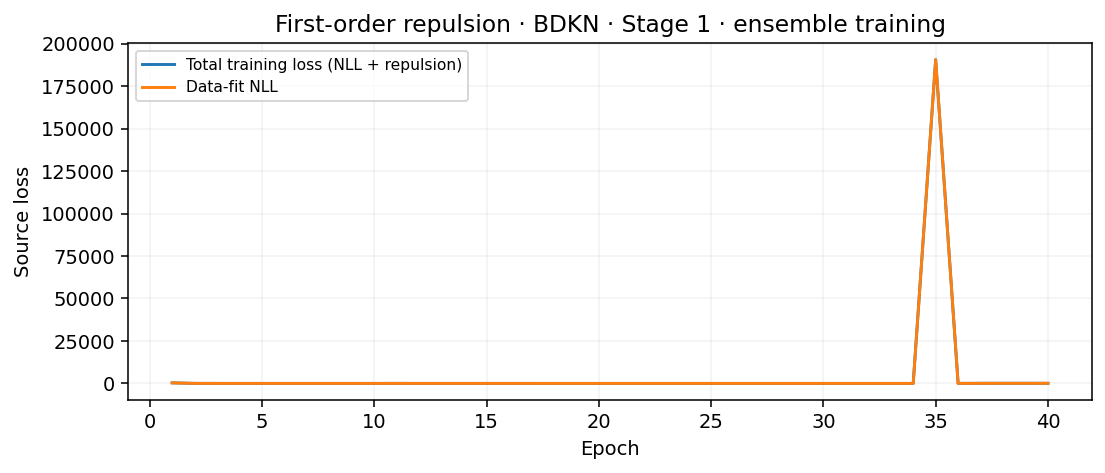 First-order repulsion · BDKN · Stage 1 · ensemble training
Total training loss (NLL + repulsion)
Data-fit NLL
Source loss
200000
175000
150000
125000
100000
75000
50000
25000
0
0 5 10 15 20 25 30 35 40
Epoch